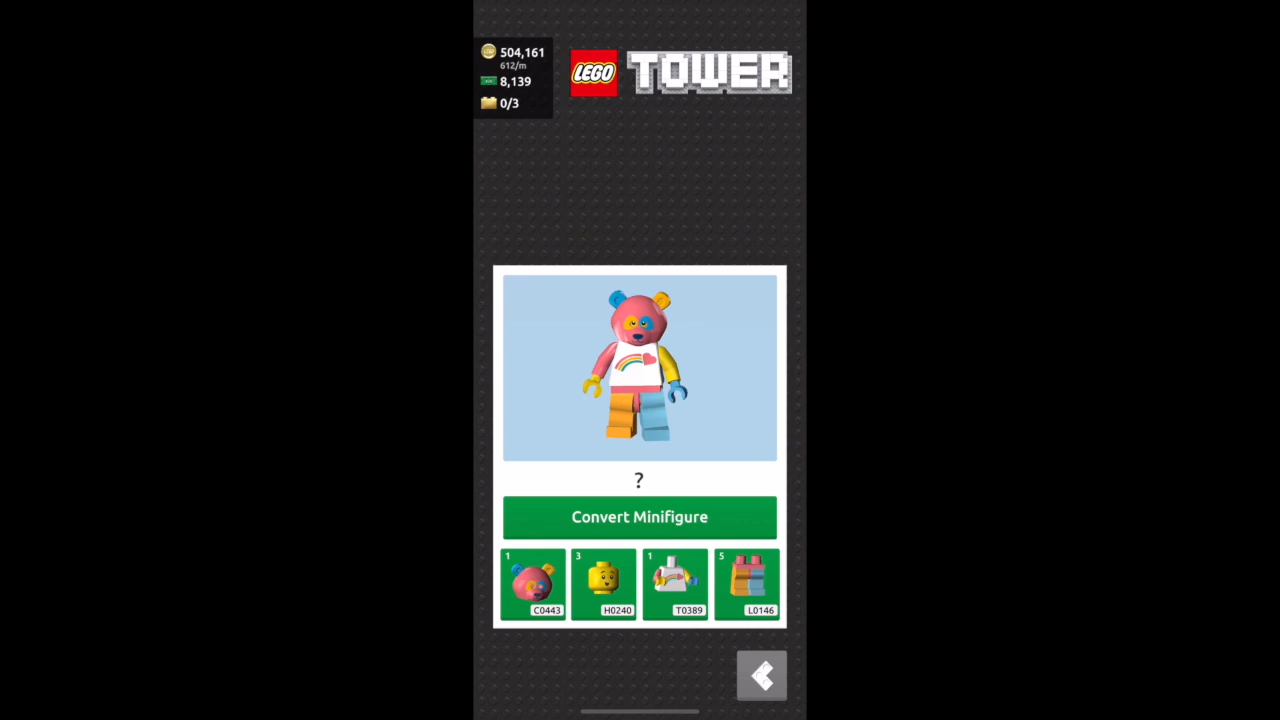 504,161
612/m
8,139
0/3
LEGO TOWER
?
Convert Minifigure
1
C0443
3
H0240
1
T0389
5
L0146